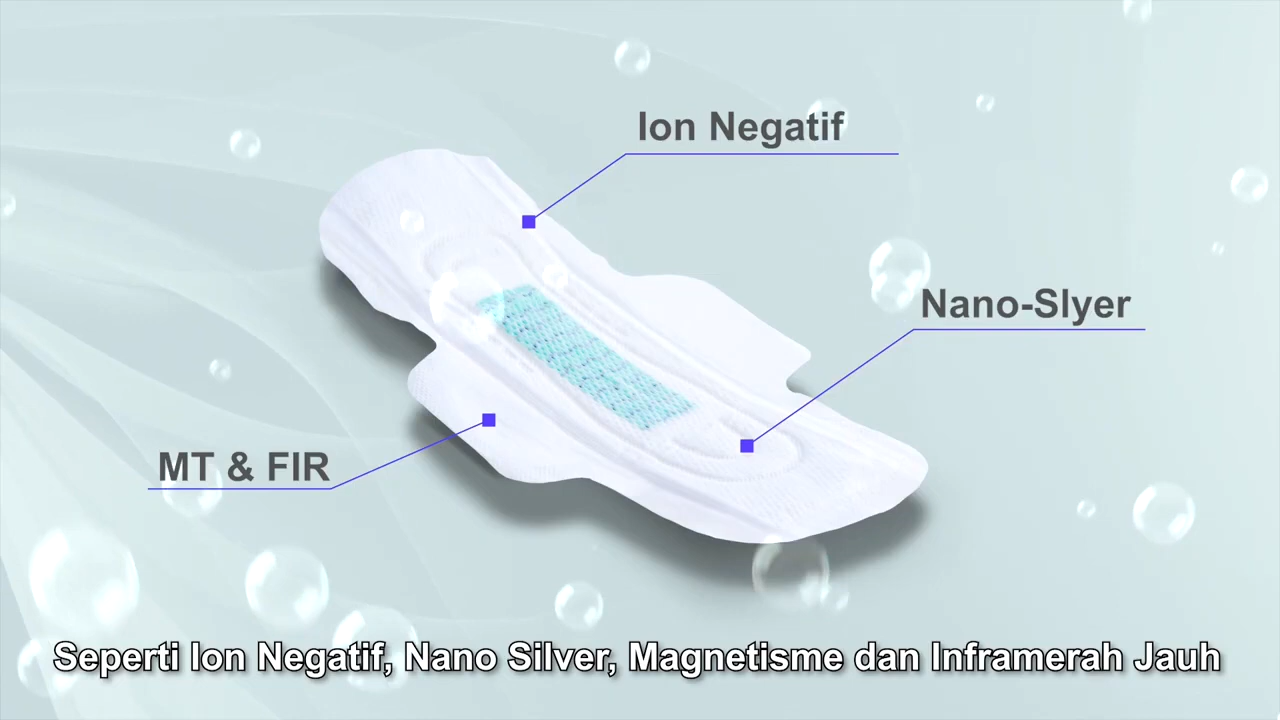 Ion Negatif
Nano-Slyer
MT & FIR
Seperti Ion Negatif, Nano Silver, Magnetisme dan Inframerah Jauh